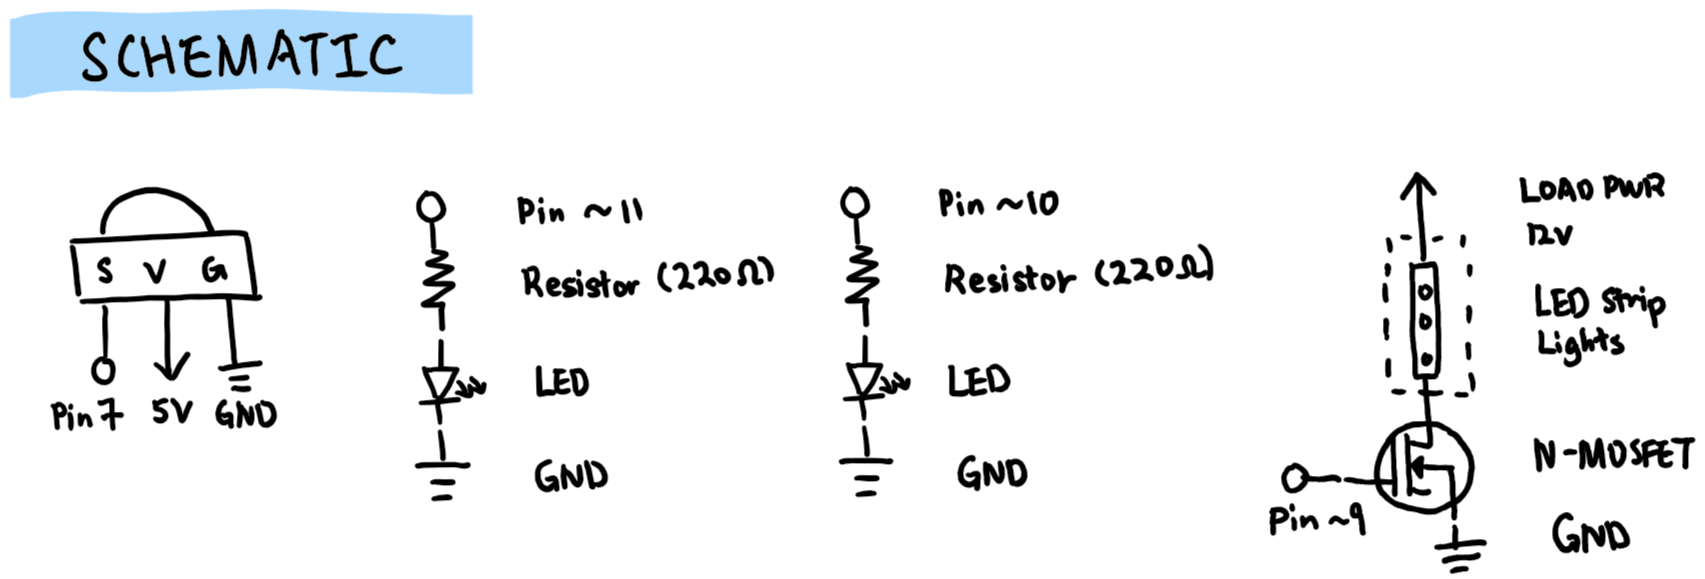 SCHEMATIC
S V G
Pin 7 5V GND
Pin ~11
Resistor (220Ω)
LED
GND
Pin ~10
Resistor (220Ω)
LED
GND
LOAD PWR
12V
LED Strip
Lights
N-MOSFET
Pin ~9
GND